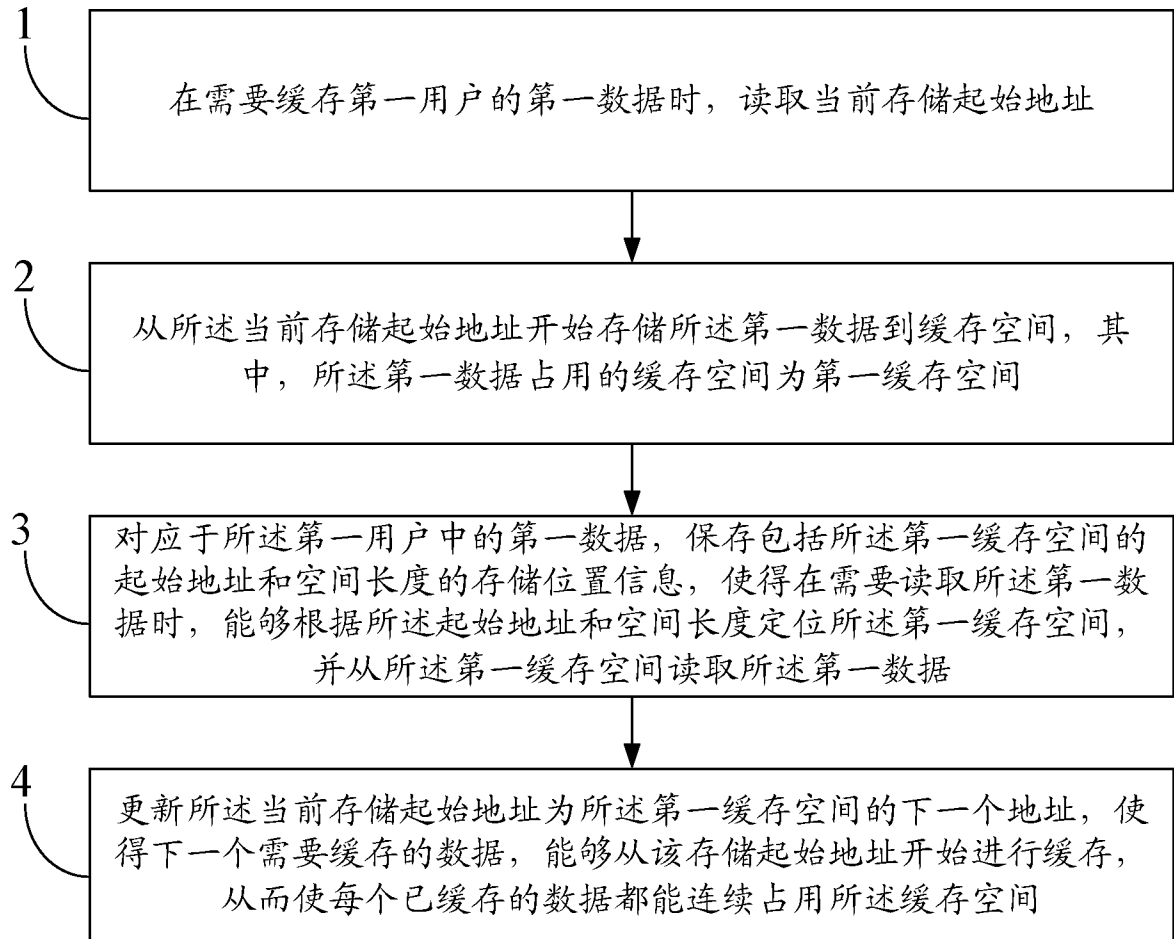 1
在需要缓存第一用户的第一数据时，读取当前存储起始地址
2
从所述当前存储起始地址开始存储所述第一数据到缓存空间，其
中，所述第一数据占用的缓存空间为第一缓存空间
3
对应于所述第一用户中的第一数据，保存包括所述第一缓存空间的
起始地址和空间长度的存储位置信息，使得在需要读取所述第一数
据时，能够根据所述起始地址和空间长度定位所述第一缓存空间，
并从所述第一缓存空间读取所述第一数据
4
更新所述当前存储起始地址为所述第一缓存空间的下一个地址，使
得下一个需要缓存的数据，能够从该存储起始地址开始进行缓存，
从而使每个已缓存的数据都能连续占用所述缓存空间